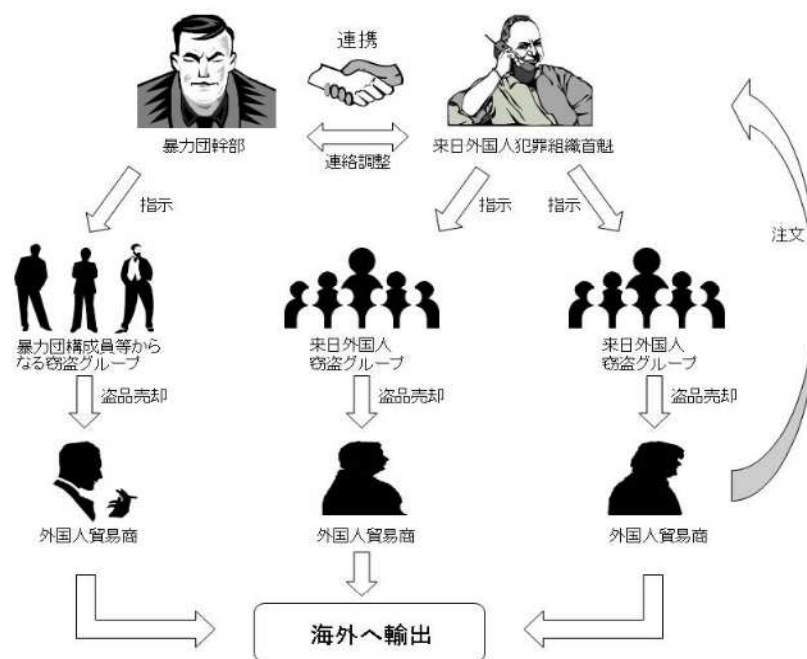 連携
暴力団幹部
連絡調整
来日外国人犯罪組織首魁
指示
指示
指示
注文
暴力団構成員等から
なる窃盗グループ
来日外国人
窃盗グループ
来日外国人
窃盗グループ
盗品売却
盗品売却
盗品売却
外国人貿易商
外国人貿易商
外国人貿易商
海外へ輸出